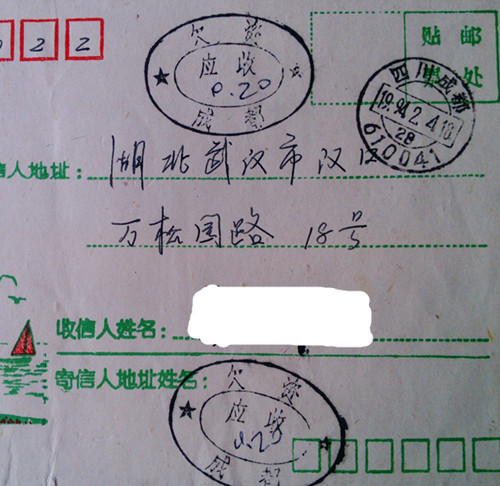 022
欠资
应收
0.20
成都
贴邮
票处
四川成都
1994.2.4.18
28
610041
信人地址: 湖北武汉市汉口
万松园路 18号
收信人姓名:
寄信人地址姓名:
欠资
应收
0.20
成都